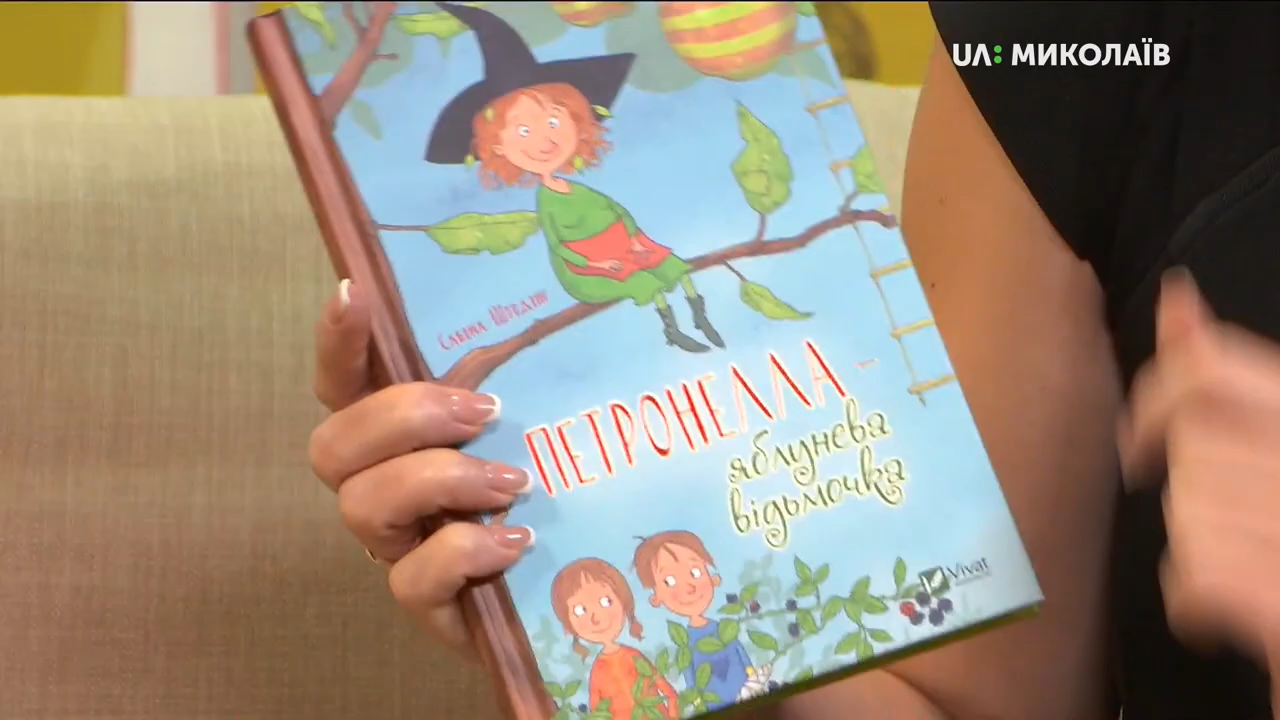 UA: МИКОЛАЇВ
Сабіна Штедінг
ПЕТРОНЕЛЛА –
яблунева
відьмочка
Vivat